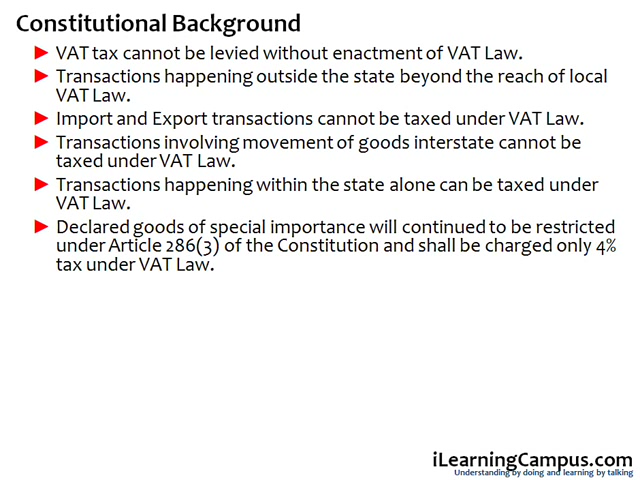 Constitutional Background
VAT tax cannot be levied without enactment of VAT Law.
Transactions happening outside the state beyond the reach of local
VAT Law.
Import and Export transactions cannot be taxed under VAT Law.
Transactions involving movement of goods interstate cannot be
taxed under VAT Law.
Transactions happening within the state alone can be taxed under
VAT Law.
Declared goods of special importance will continued to be restricted
under Article 286(3) of the Constitution and shall be charged only 4%
tax under VAT Law.
iLearningCampus.com
Understanding by doing and learning by talking